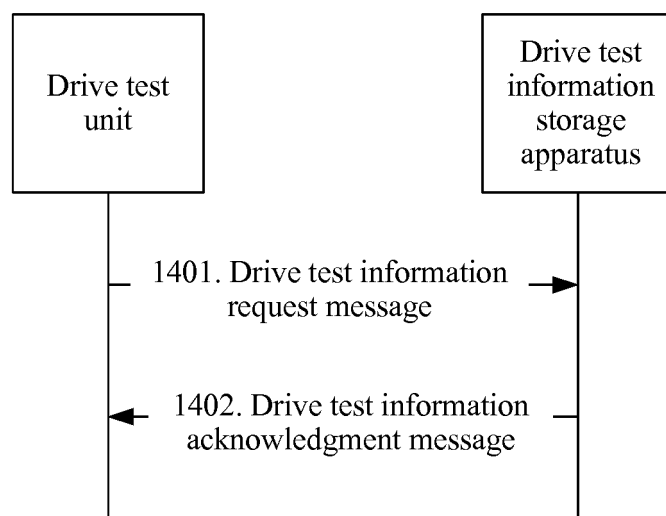 Drive test
unit
Drive test
information
storage
apparatus
1401. Drive test information
request message
1402. Drive test information
acknowledgment message